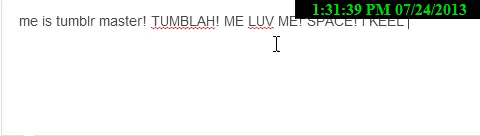 1:31:39 PM 07/24/2013
me is tumblr master! TUMBLAH! ME LUV ME! SPACE! I KEEL